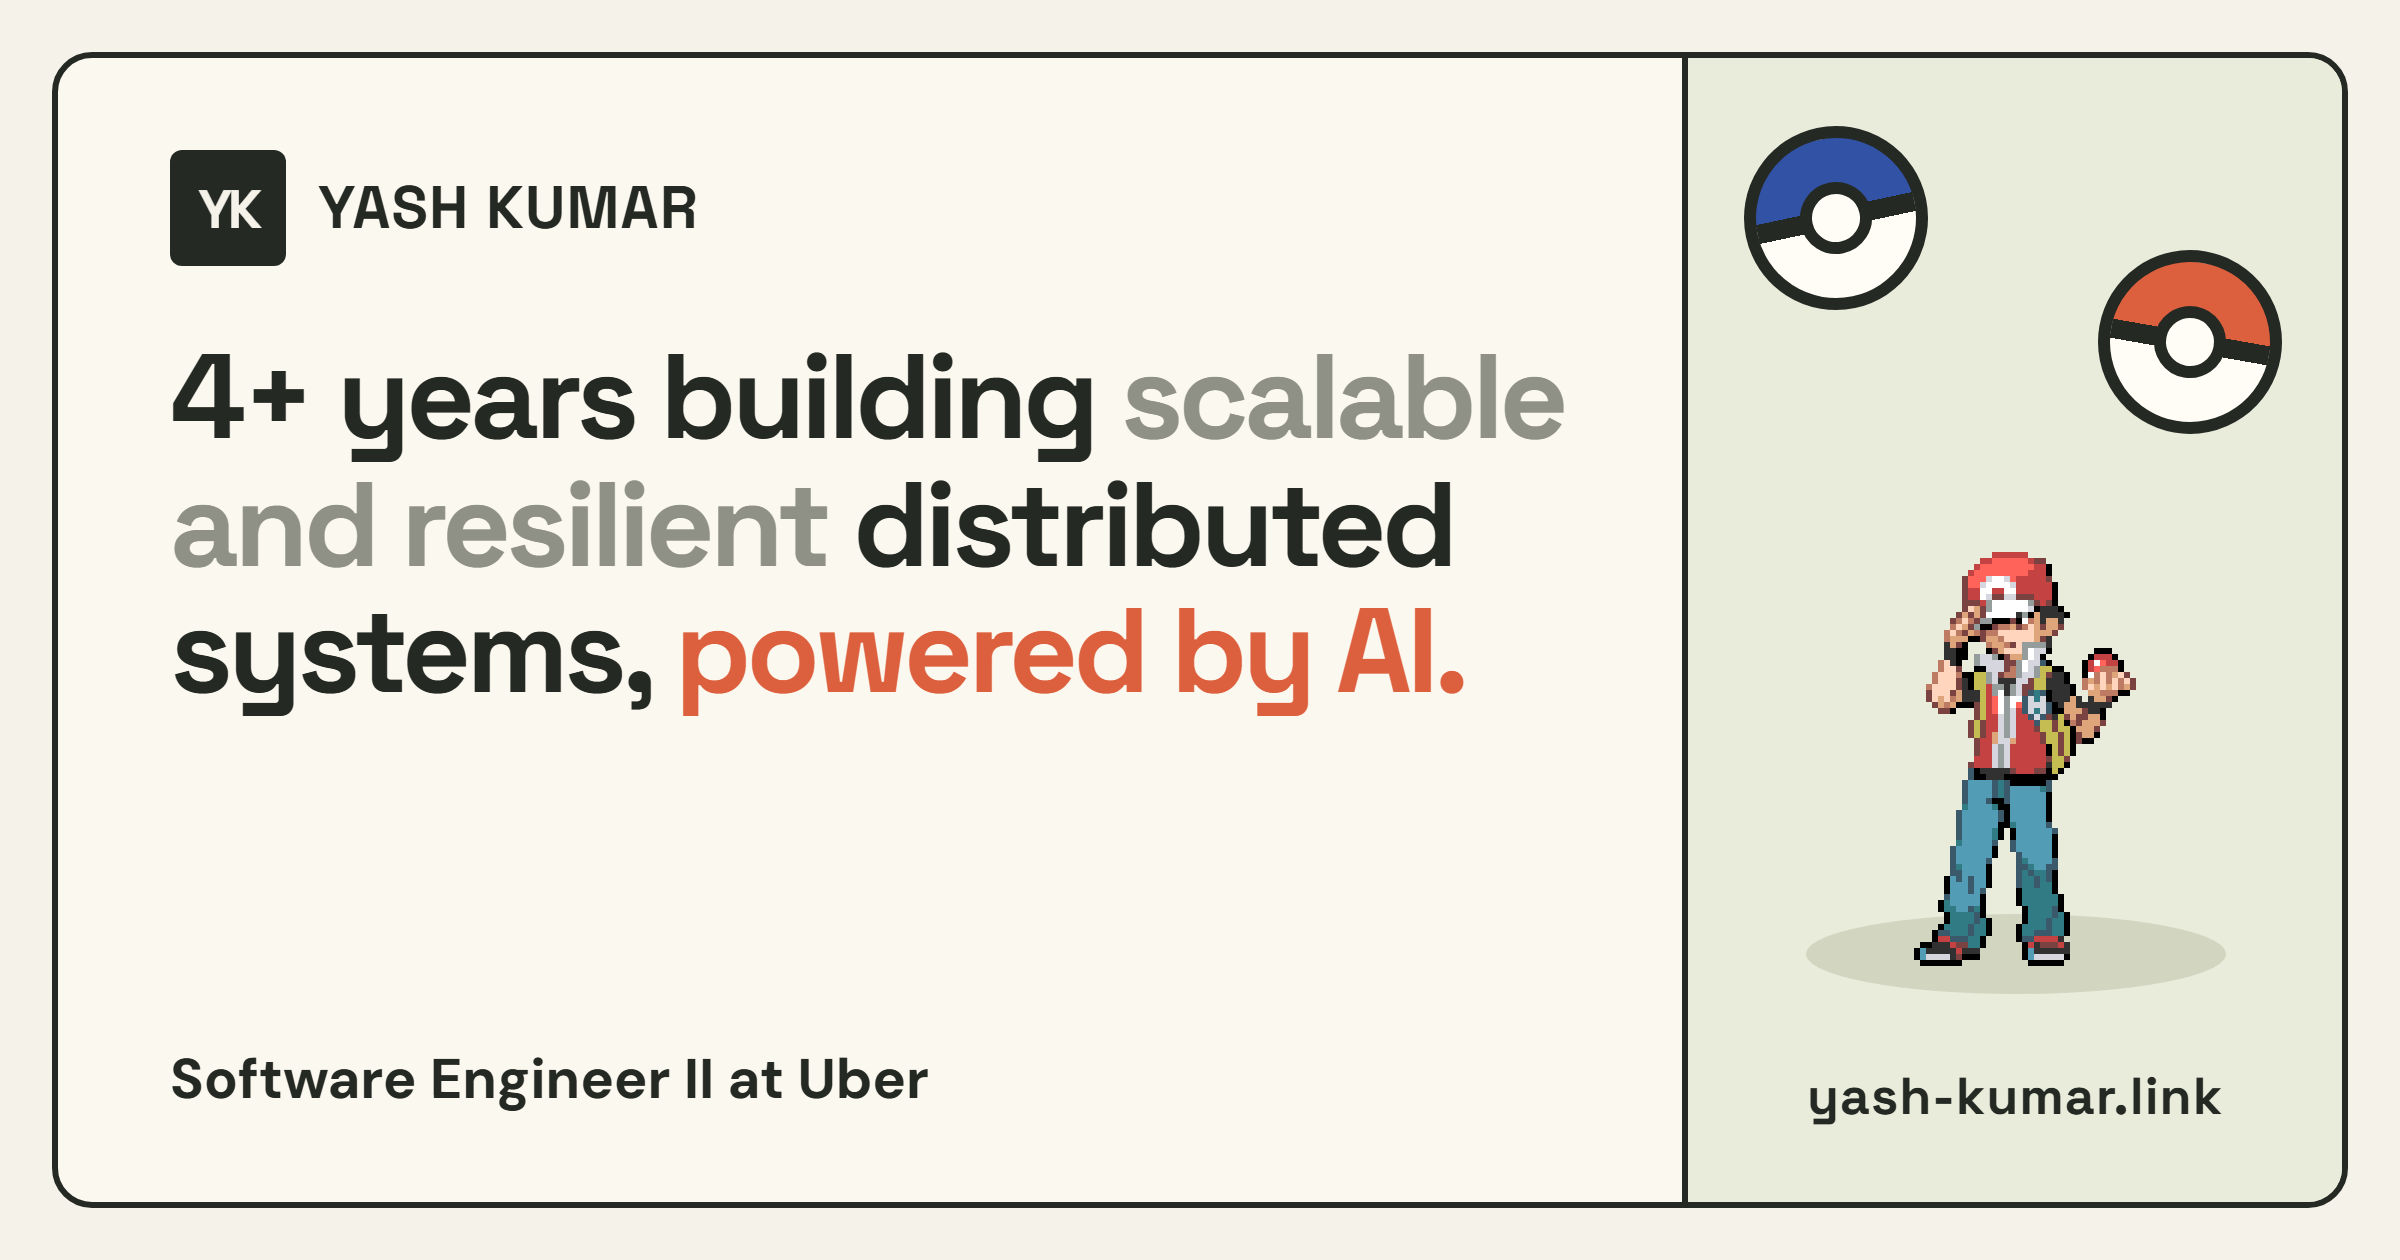 YK
YASH KUMAR
4+ years building scalable
and resilient distributed
systems, powered by AI.
Software Engineer II at Uber
yash-kumar.link